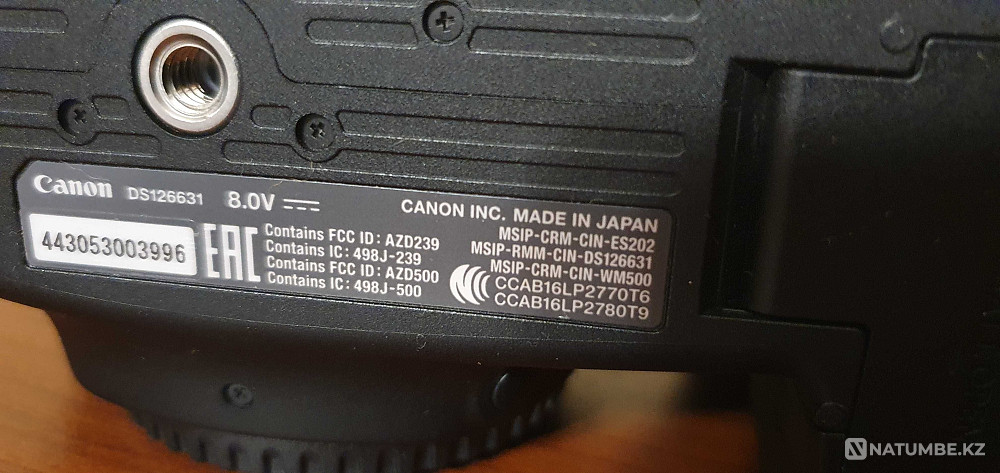 Canon DS126631 8.0V
443053003996
EAC
Contains FCC ID: AZD239
Contains IC: 498J-239
Contains FCC ID: AZD500
Contains IC: 498J-500
CANON INC. MADE IN JAPAN
MSIP-CRM-CIN-ES202
MSIP-RMM-CIN-DS126631
MSIP-CRM-CIN-WM500
CCAB16LP2770T6
CCAB16LP2780T9
NATUMBE.KZ